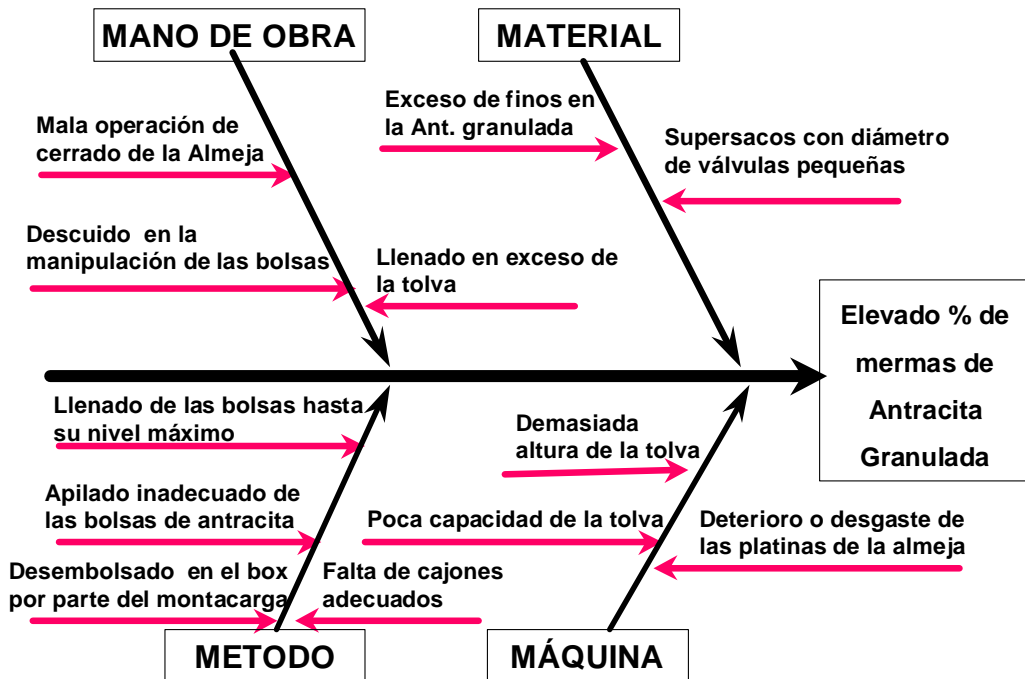 MANO DE OBRA
MATERIAL
Mala operación de
cerrado de la Almeja
Descuido en la
manipulación de las bolsas
Llenado en exceso de
la tolva
Exceso de finos en
la Ant. granulada
Supersacos con diámetro
de válvulas pequeñas
Elevado % de
mermas de
Antracita
Granulada
Llenado de las bolsas hasta
su nivel máximo
Apilado inadecuado de
las bolsas de antracita
Desembolsado en el box
por parte del montacarga
Falta de cajones
adecuados
Demasiada
altura de la tolva
Poca capacidad de la tolva
Deterioro o desgaste de
las platinas de la almeja
METODO
MÁQUINA